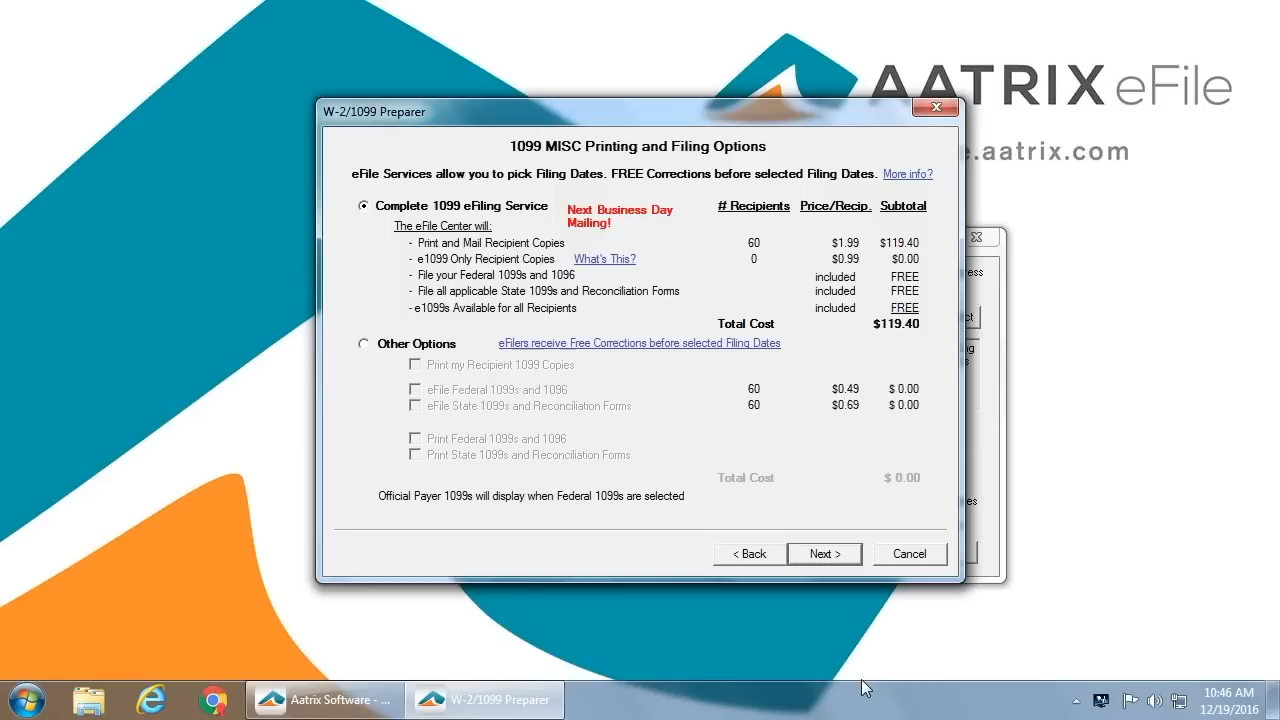 AATRIX eFile
e.aatrix.com
W-2/1099 Preparer
1099 MISC Printing and Filing Options
eFile Services allow you to pick Filing Dates. FREE Corrections before selected Filing Dates. More info?
Complete 1099 eFiling Service Next Business Day Mailing! # Recipients Price/Recip. Subtotal
The eFile Center will:
- Print and Mail Recipient Copies 60 $1.99 $119.40
- e1099 Only Recipient Copies What's This? 0 $0.99 $0.00
- File your Federal 1099s and 1096 included FREE
- File all applicable State 1099s and Reconciliation Forms included FREE
- e1099s Available for all Recipients included FREE
Total Cost $119.40
Other Options eFilers receive Free Corrections before selected Filing Dates
Print my Recipient 1099 Copies
eFile Federal 1099s and 1096 60 $0.49 $ 0.00
eFile State 1099s and Reconciliation Forms 60 $0.69 $ 0.00
Print Federal 1099s and 1096
Print State 1099s and Reconciliation Forms
Total Cost $ 0.00
Official Payer 1099s will display when Federal 1099s are selected
< Back Next > Cancel
Aatrix Software - ... W-2/1099 Preparer
10:46 AM
12/19/2016